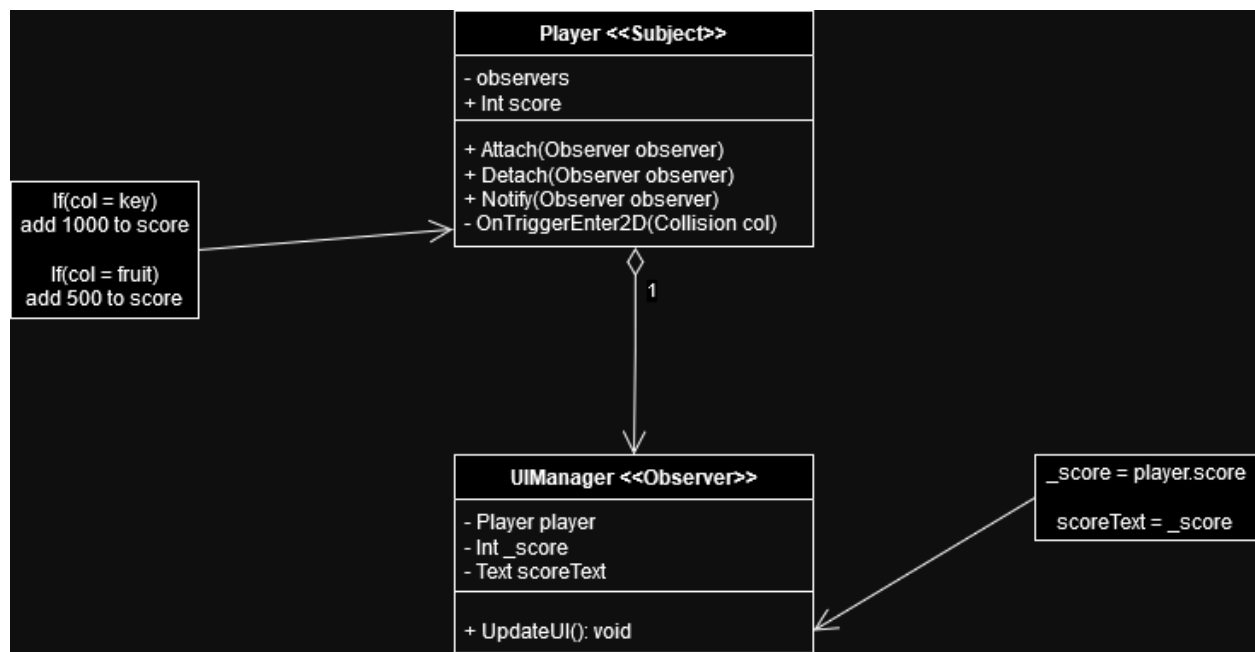 Player <<Subject>>
- observers
+ Int score
+ Attach(Observer observer)
+ Detach(Observer observer)
+ Notify(Observer observer)
- OnTriggerEnter2D(Collision col)
If(col = key)
add 1000 to score
If(col = fruit)
add 500 to score
1
UIManager <<Observer>>
- Player player
- Int _score
- Text scoreText
+ UpdateUI(): void
_score = player.score
scoreText = _score